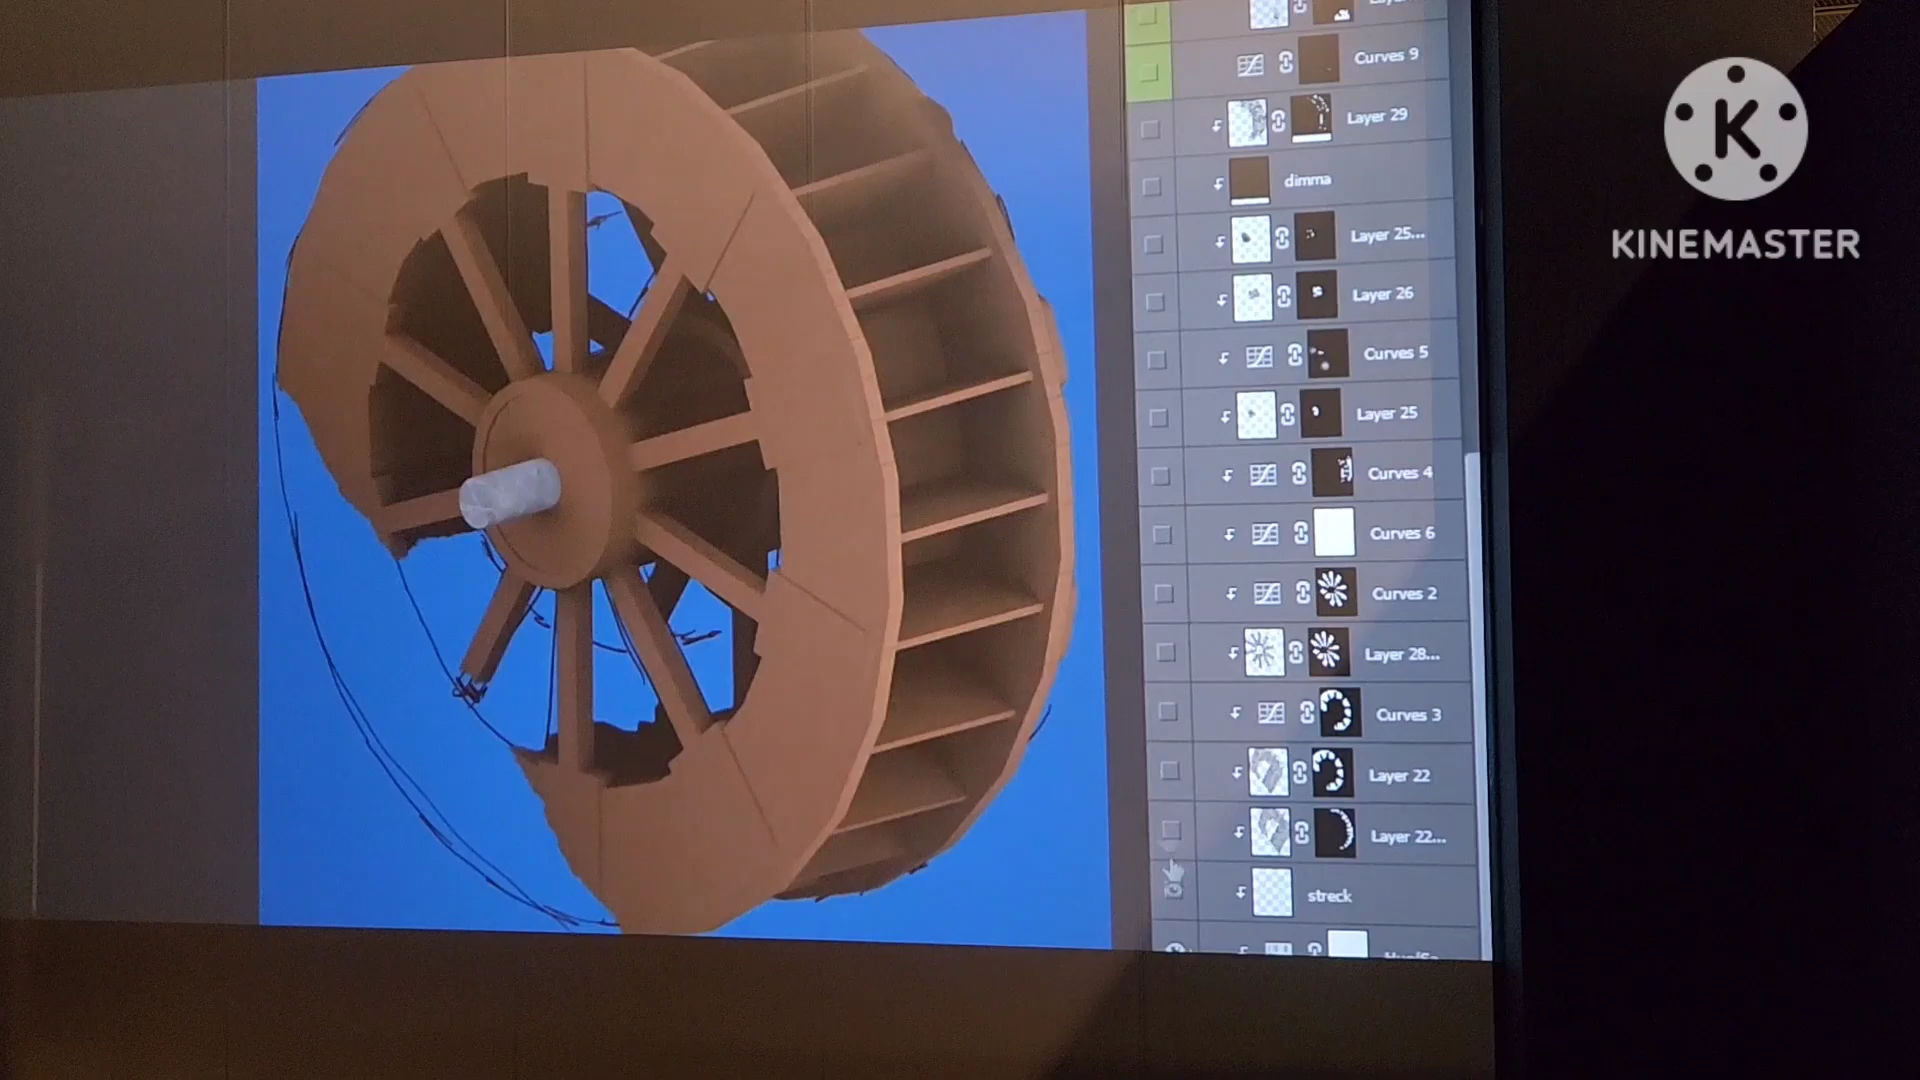 Curves 9
Layer 29
dimma
Layer 25...
Layer 26
Curves 5
Layer 25
Curves 4
Curves 6
Curves 2
Layer 28...
Curves 3
Layer 22
Layer 22...
streck
K
KINEMASTER